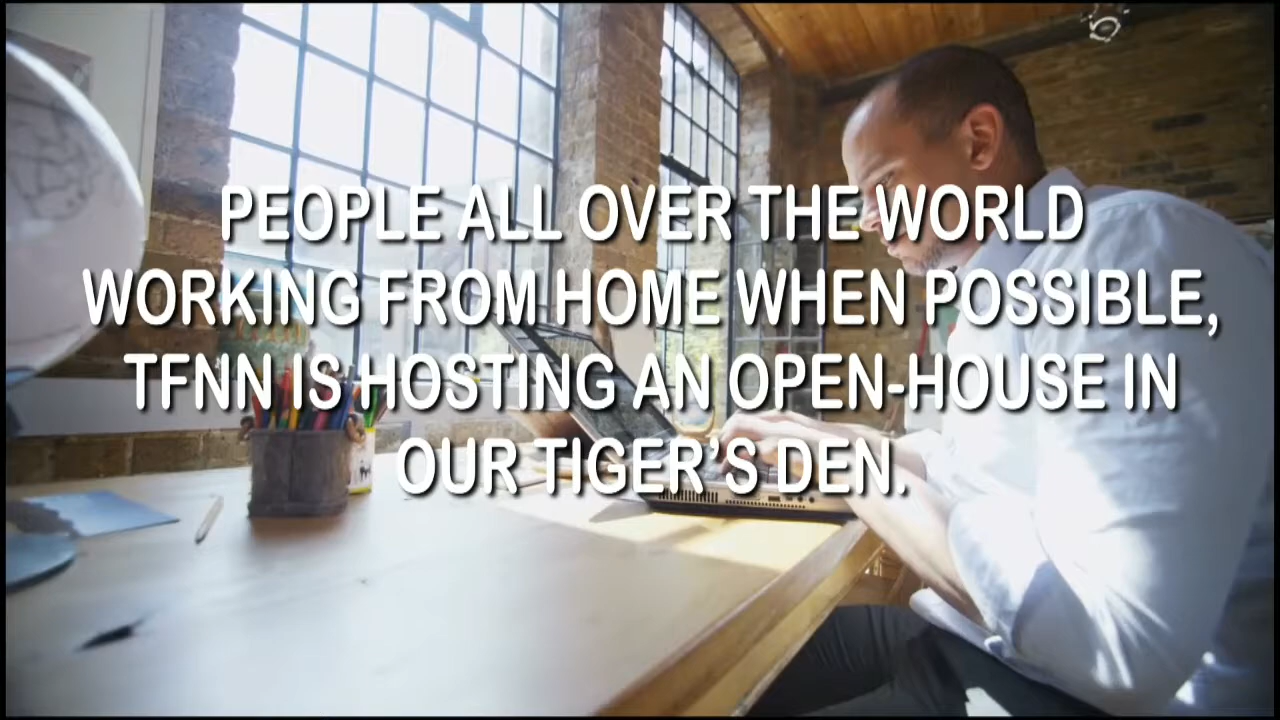 PEOPLE ALL OVER THE WORLD
WORKING FROM HOME WHEN POSSIBLE,
TFNN IS HOSTING AN OPEN-HOUSE IN
OUR TIGER'S DEN.